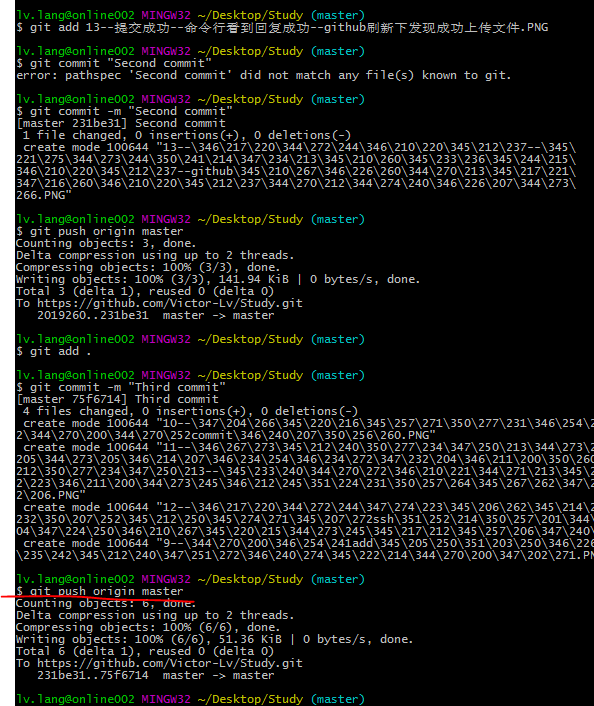 lv.lang@online002 MINGW32 ~/Desktop/Study (master)
$ git add 13--提交成功--命令行看到回复成功--github刷新下发现成功上传文件.PNG
lv.lang@online002 MINGW32 ~/Desktop/Study (master)
$ git commit "Second commit"
error: pathspec 'Second commit' did not match any file(s) known to git.
lv.lang@online002 MINGW32 ~/Desktop/Study (master)
$ git commit -m "Second commit"
[master 231be31] Second commit
1 file changed, 0 insertions(+), 0 deletions(-)
create mode 100644 "13--\346\217\220\344\272\244\346\210\220\345\212\237--\345\
221\275\344\273\244\350\241\214\347\234\213\345\210\260\345\233\236\345\244\215\
346\210\220\345\212\237--github\345\210\267\346\226\260\344\270\213\345\217\221\
347\216\260\346\210\220\345\212\237\344\270\212\344\274\240\346\226\207\344\273\
266.PNG"
lv.lang@online002 MINGW32 ~/Desktop/Study (master)
$ git push origin master
Counting objects: 3, done.
Delta compression using up to 2 threads.
Compressing objects: 100% (3/3), done.
Writing objects: 100% (3/3), 141.94 KiB | 0 bytes/s, done.
Total 3 (delta 1), reused 0 (delta 0)
To https://github.com/Victor-Lv/Study.git
2019260..231be31 master -> master
lv.lang@online002 MINGW32 ~/Desktop/Study (master)
$ git add .
lv.lang@online002 MINGW32 ~/Desktop/Study (master)
$ git commit -m "Third commit"
[master 75f6714] Third commit
4 files changed, 0 insertions(+), 0 deletions(-)
create mode 100644 "10--\347\204\266\345\220\216\345\257\271\350\277\231\346\254\2
2\344\270\200\344\270\252commit\346\240\207\350\256\260.PNG"
create mode 100644 "11--\346\267\273\345\212\240\350\277\234\347\250\213\344\273\2
205\344\273\205\346\214\207\346\234\254\346\234\272\347\232\204\346\211\200\350\260
212\350\277\234\347\250\213--\345\233\240\344\270\272\346\210\221\344\271\213\345\2
2\223\346\211\200\344\273\245\346\212\245\351\224\231\350\257\264\345\267\262\347\2
2\206.PNG"
create mode 100644 "12--\346\217\220\344\272\244\347\224\273\345\206\262\345\214\2
232\350\207\252\345\212\250\345\274\271\345\207\272ssh\351\252\214\350\257\201\344\
04\347\224\250\346\210\267\345\220\215\344\273\245\345\217\212\345\257\206\347\240\
create mode 100644 "9--\344\270\200\346\254\241add\345\205\250\351\203\250\346\226
\235\242\345\212\240\347\251\272\346\240\274\345\222\214\344\270\200\347\202\271.PN
lv.lang@online002 MINGW32 ~/Desktop/Study (master)
$ git push origin master
Counting objects: 6, done.
Delta compression using up to 2 threads.
Compressing objects: 100% (6/6), done.
Writing objects: 100% (6/6), 51.36 KiB | 0 bytes/s, done.
Total 6 (delta 1), reused 0 (delta 0)
To https://github.com/Victor-Lv/Study.git
231be31..75f6714 master -> master
lv.lang@online002 MINGW32 ~/Desktop/Study (master)